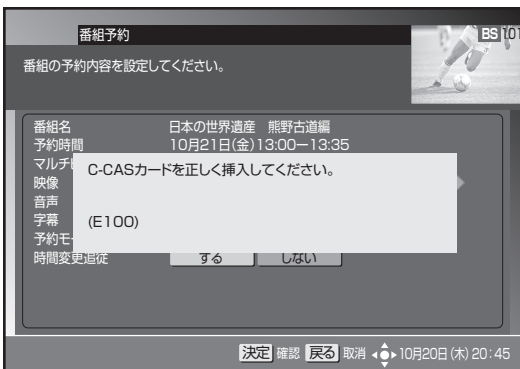 番組予約
BS 101
番組の予約内容を設定してください。
番組名 日本の世界遺産 熊野古道編
予約時間 10月21日(金)13:00－13:35
マルチ
映像
音声
字幕
予約モー
C-CASカードを正しく挿入してください。
(E100)
時間変更追従 する しない
決定 確認 戻る 取消 10月20日(木) 20:45